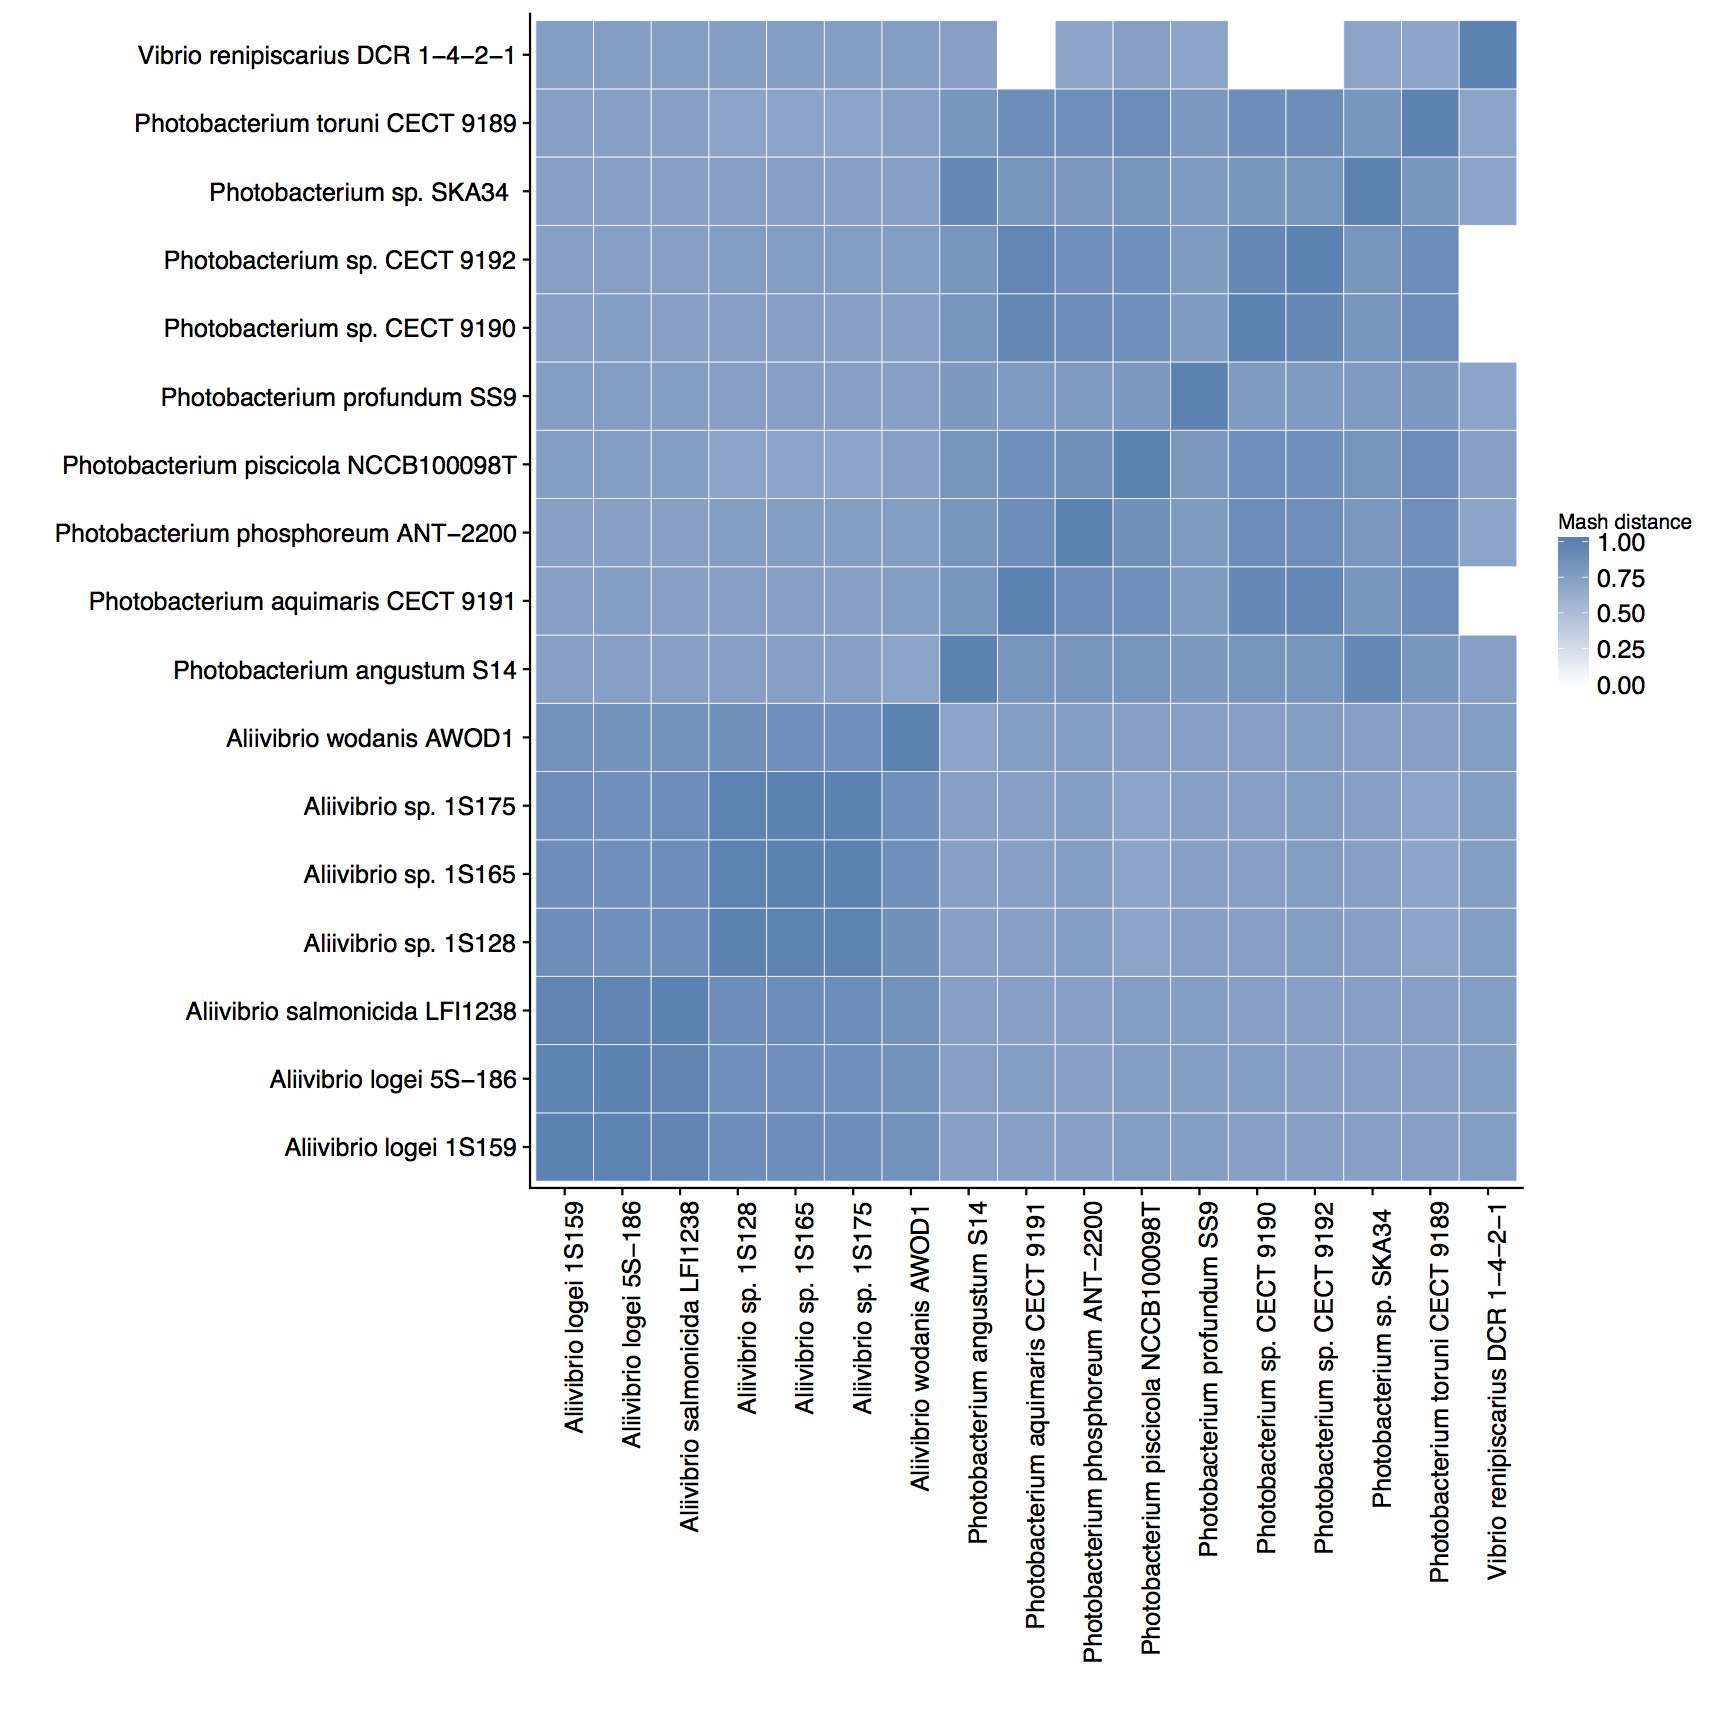 Vibrio renipiscarius DCR 1−4−2−1
Photobacterium toruni CECT 9189
Photobacterium sp. SKA34
Photobacterium sp. CECT 9192
Photobacterium sp. CECT 9190
Photobacterium profundum SS9
Photobacterium piscicola NCCB100098T
Photobacterium phosphoreum ANT−2200
Photobacterium aquimaris CECT 9191
Photobacterium angustum S14
Aliivibrio wodanis AWOD1
Aliivibrio sp. 1S175
Aliivibrio sp. 1S165
Aliivibrio sp. 1S128
Aliivibrio salmonicida LFI1238
Aliivibrio logei 5S−186
Aliivibrio logei 1S159
Aliivibrio logei 1S159
Aliivibrio logei 5S−186
Aliivibrio salmonicida LFI1238
Aliivibrio sp. 1S128
Aliivibrio sp. 1S165
Aliivibrio sp. 1S175
Aliivibrio wodanis AWOD1
Photobacterium angustum S14
Photobacterium aquimaris CECT 9191
Photobacterium phosphoreum ANT−2200
Photobacterium piscicola NCCB100098T
Photobacterium profundum SS9
Photobacterium sp. CECT 9190
Photobacterium sp. CECT 9192
Photobacterium sp. SKA34
Photobacterium toruni CECT 9189
Vibrio renipiscarius DCR 1−4−2−1
Mash distance
1.00
0.75
0.50
0.25
0.00